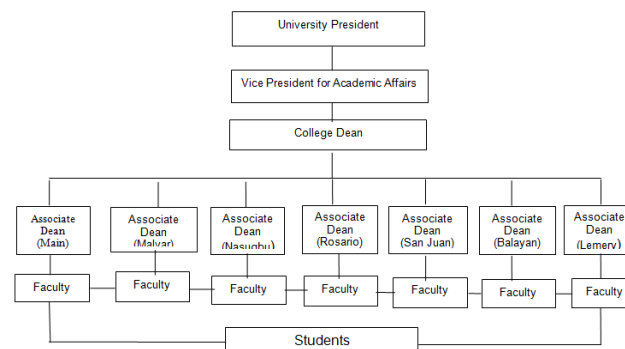 University President
Vice President for Academic Affairs
College Dean
Associate
Dean
(Main)
Associate
Dean
(Malvar)
Associate
Dean
(Nasugbu)
Associate
Dean
(Rosario)
Associate
Dean
(San Juan)
Associate
Dean
(Balayan)
Associate
Dean
(Lemery)
Faculty
Faculty
Faculty
Faculty
Faculty
Faculty
Faculty
Students